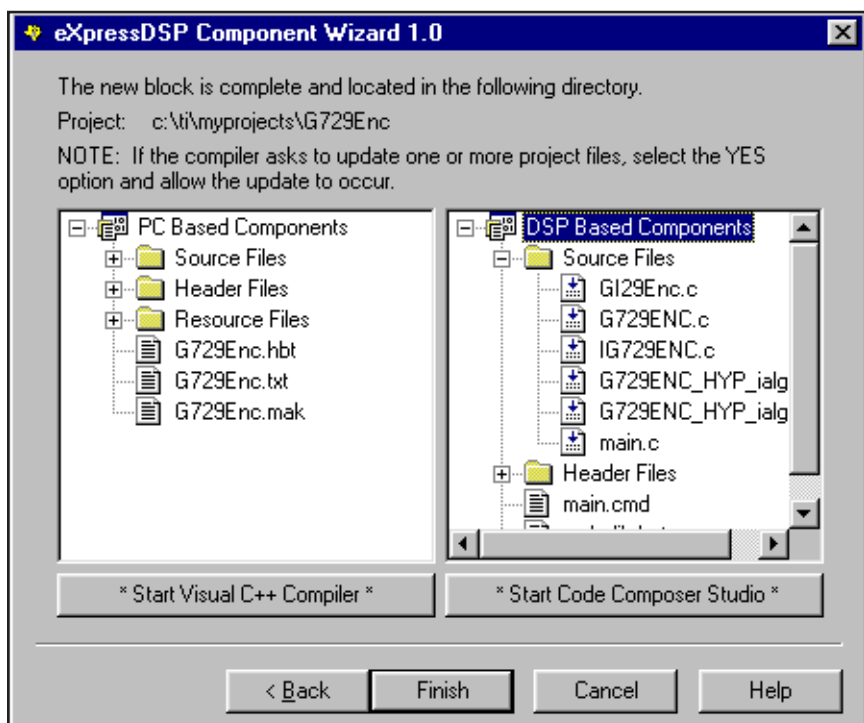 eXpressDSP Component Wizard 1.0
The new block is complete and located in the following directory.
Project: c:\ti\myprojects\G729Enc
NOTE: If the compiler asks to update one or more project files, select the YES
option and allow the update to occur.
PC Based Components
Source Files
Header Files
Resource Files
G729Enc.hbt
G729Enc.txt
G729Enc.mak
DSP Based Components
Source Files
GI29Enc.c
G729ENC.c
IG729ENC.c
G729ENC_HYP_ialg
G729ENC_HYP_ialg
main.c
Header Files
main.cmd
* Start Visual C++ Compiler *
* Start Code Composer Studio *
< Back
Finish
Cancel
Help